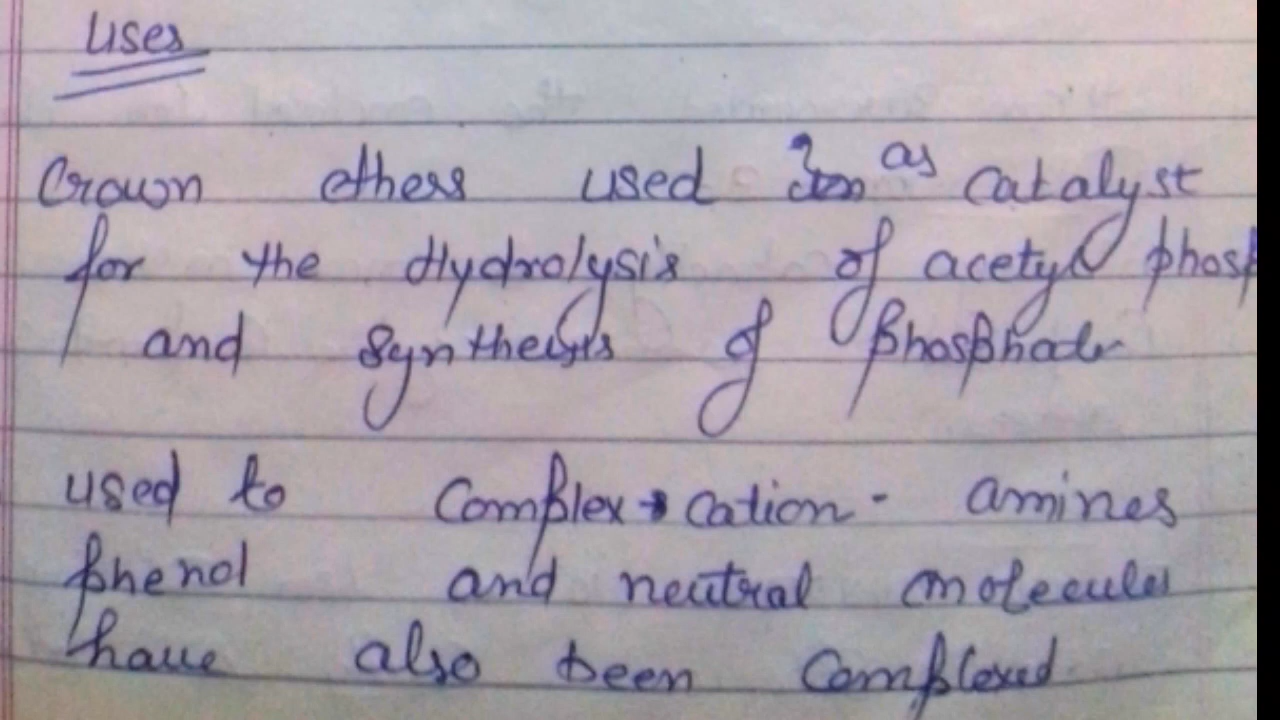 Uses
Crown ethers used as catalyst
for the Hydrolysis of acetyl phosp
and synthesis of phosphate
used to complex cation - amines
phenol and neutral molecules
have also been complexed